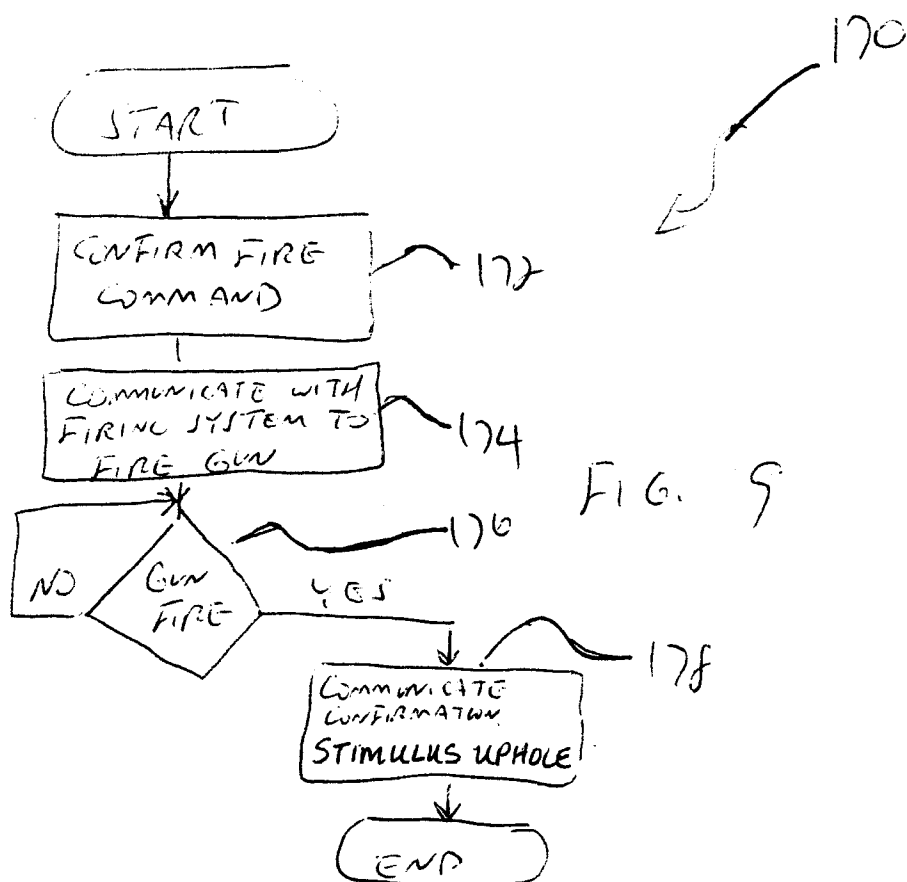 170
START
CONFIRM FIRE
COMMAND
172
COMMUNICATE WITH
FIRING SYSTEM TO
FIRE GUN
174
FIG. 9
176
NO
GUN
FIRE
YES
178
COMMUNICATE
CONFIRMATION
STIMULUS UPHOLE
END